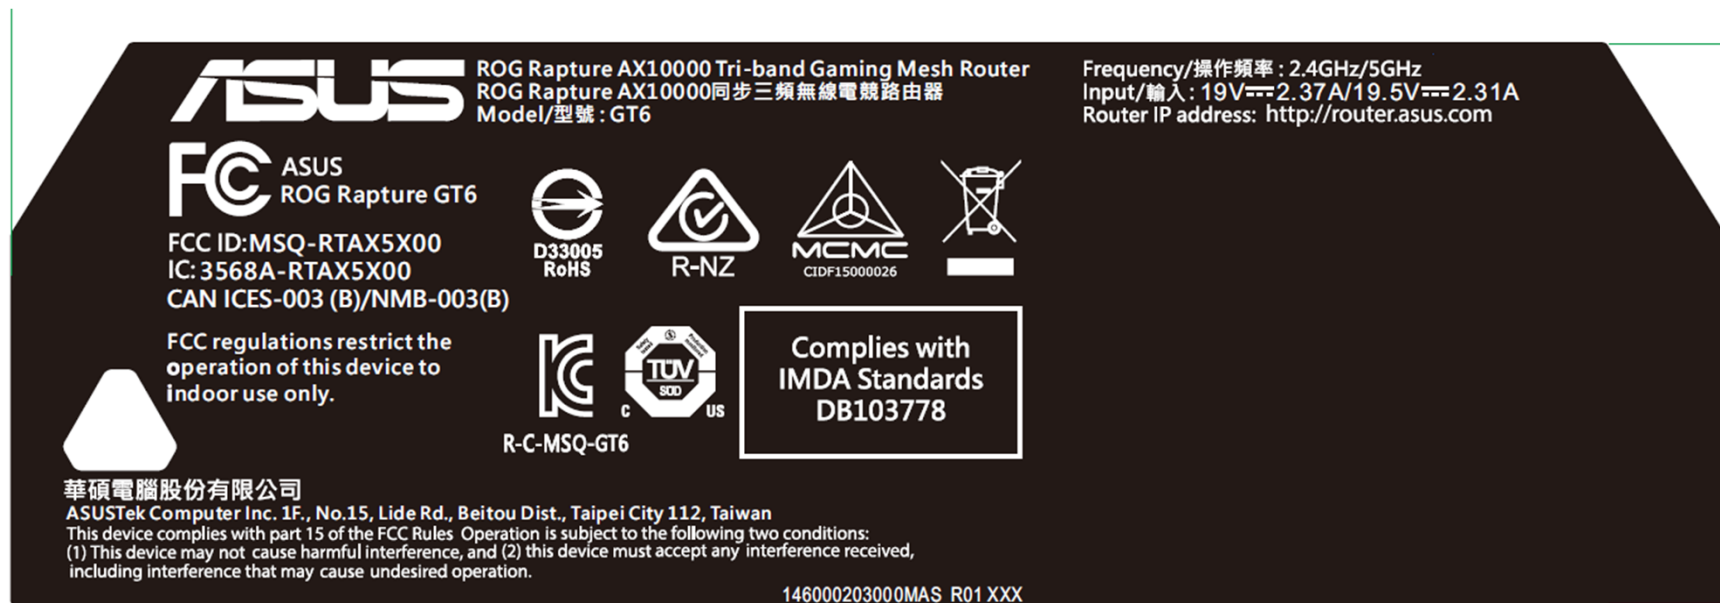 ASUS
ROG Rapture AX10000 Tri-band Gaming Mesh Router
ROG Rapture AX10000同步三頻無線電競路由器
Model/型號 : GT6
Frequency/操作頻率 : 2.4GHz/5GHz
Input/輸入 : 19V⎓2.37A/19.5V⎓2.31A
Router IP address: http://router.asus.com
FC
ASUS
ROG Rapture GT6
FCC ID:MSQ-RTAX5X00
IC: 3568A-RTAX5X00
CAN ICES-003 (B)/NMB-003(B)
D33005
RoHS
R-NZ
MCMC
CIDF15000026
FCC regulations restrict the
operation of this device to
indoor use only.
R-C-MSQ-GT6
TÜV
SÜD
C US
Complies with
IMDA Standards
DB103778
華碩電腦股份有限公司
ASUSTek Computer Inc. 1F., No.15, Lide Rd., Beitou Dist., Taipei City 112, Taiwan
This device complies with part 15 of the FCC Rules Operation is subject to the following two conditions:
(1) This device may not cause harmful interference, and (2) this device must accept any interference received,
including interference that may cause undesired operation.
146000203000MAS R01 XXX